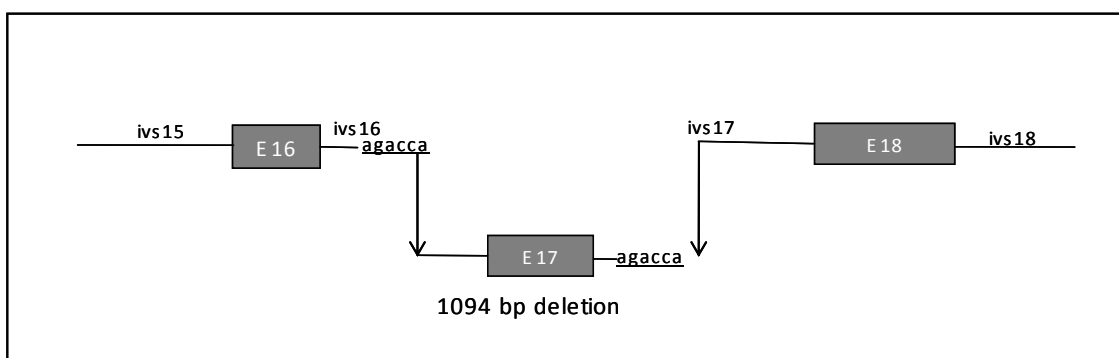 ivs15
E 16
ivs16
agacca
ivs17
E 18
ivs18
E 17
agacca
1094 bp deletion